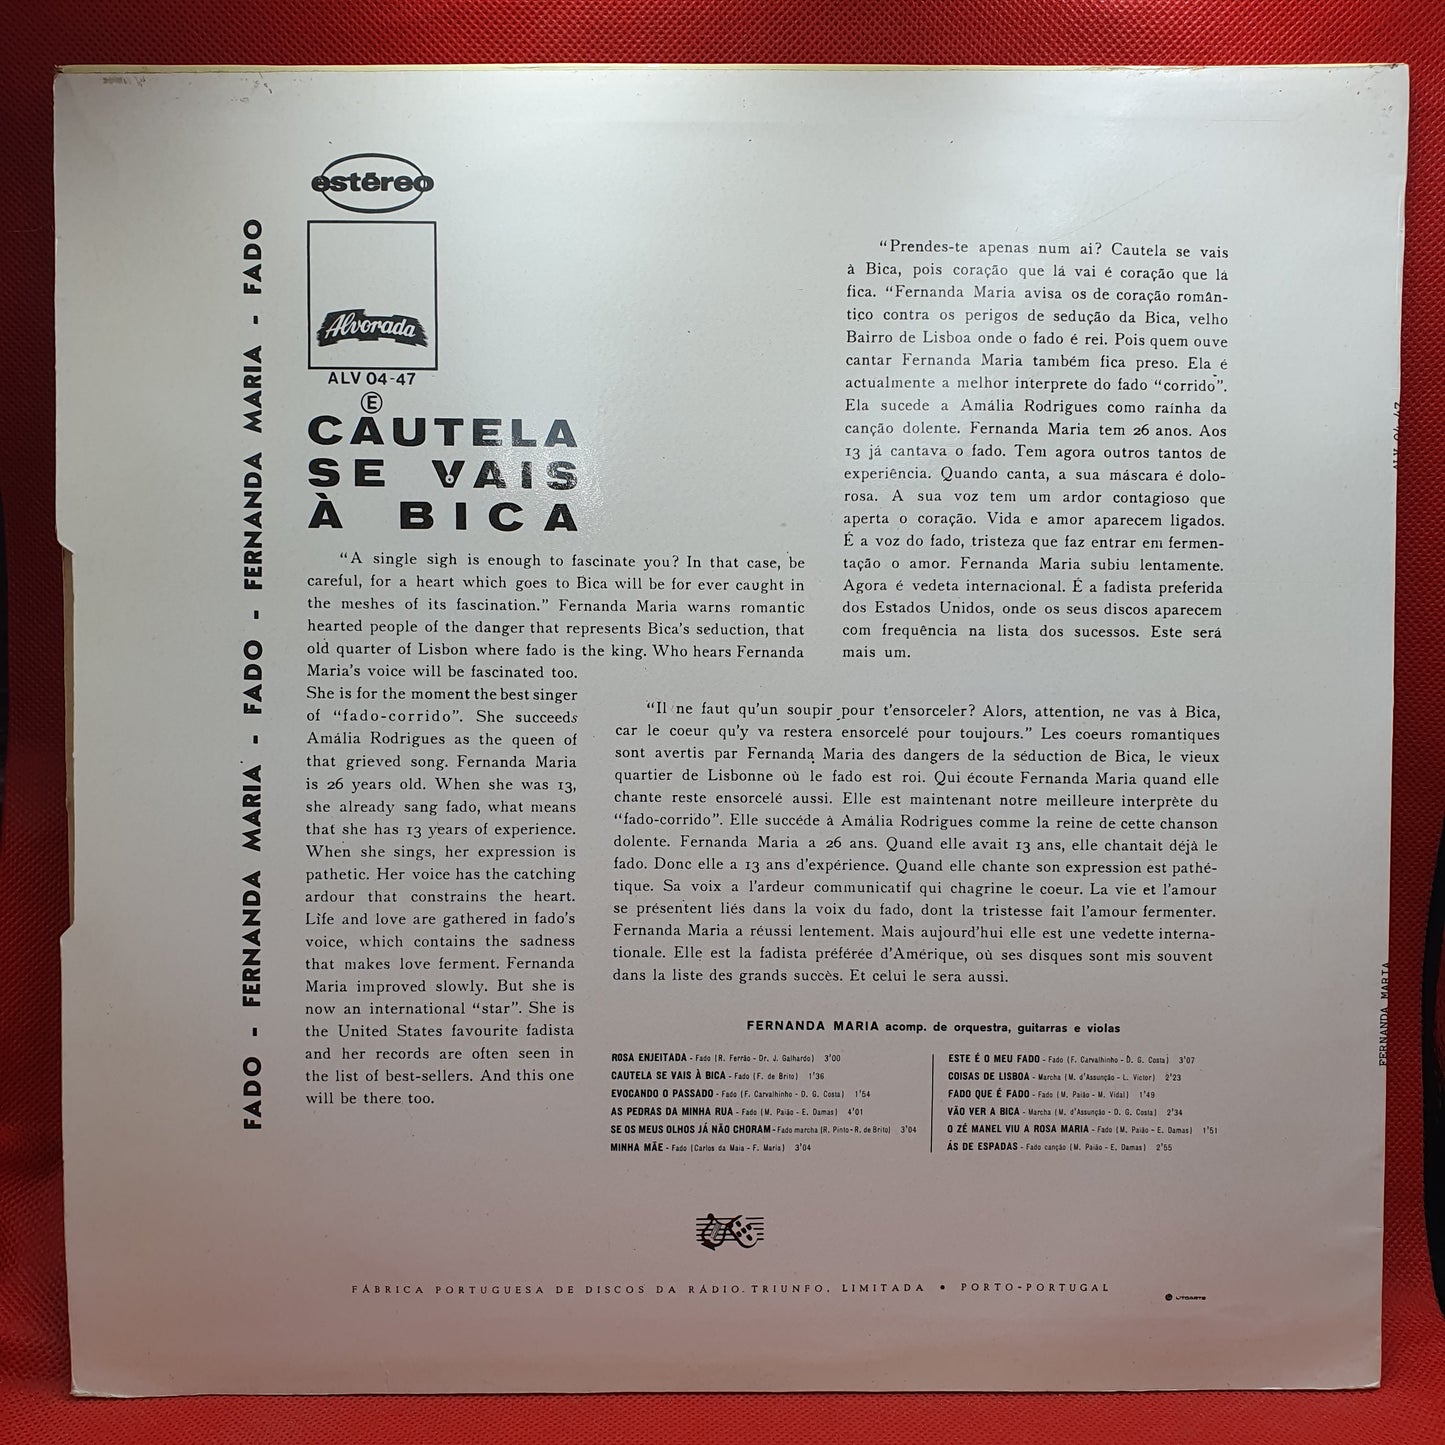 FADO - FERNANDA MARIA - FADO - FERNANDA MARIA - FADO - FERNANDA MARIA - FADO
estéreo
Alvorada
ALV 04-47
E
CAUTELA
SE VAIS
À BICA
“A single sigh is enough to fascinate you? In that case, be
careful, for a heart which goes to Bica will be for ever caught in
the meshes of its fascination.” Fernanda Maria warns romantic
hearted people of the danger that represents Bica's seduction, that
old quarter of Lisbon where fado is the king. Who hears Fernanda
Maria's voice will be fascinated too.
She is for the moment the best singer
of “fado-corrido”. She succeeds
Amália Rodrigues as the queen of
that grieved song. Fernanda Maria
is 26 years old. When she was 13,
she already sang fado, what means
that she has 13 years of experience.
When she sings, her expression is
pathetic. Her voice has the catching
ardour that constrains the heart.
Life and love are gathered in fado's
voice, which contains the sadness
that makes love ferment. Fernanda
Maria improved slowly. But she is
now an international “star”. She is
the United States favourite fadista
and her records are often seen in
the list of best-sellers. And this one
will be there too.
“Prendes-te apenas num ai? Cautela se vais
à Bica, pois coração que lá vai é coração que lá
fica. “Fernanda Maria avisa os de coração român-
tico contra os perigos de sedução da Bica, velho
Bairro de Lisboa onde o fado é rei. Pois quem ouve
cantar Fernanda Maria também fica preso. Ela é
actualmente a melhor interprete do fado “corrido”.
Ela sucede a Amália Rodrigues como raínha da
canção dolente. Fernanda Maria tem 26 anos. Aos
13 já cantava o fado. Tem agora outros tantos de
experiência. Quando canta, a sua máscara é dolo-
rosa. A sua voz tem um ardor contagioso que
aperta o coração. Vida e amor aparecem ligados.
É a voz do fado, tristeza que faz entrar em fermen-
tação o amor. Fernanda Maria subiu lentamente.
Agora é vedeta internacional. É a fadista preferida
dos Estados Unidos, onde os seus discos aparecem
com frequência na lista dos sucessos. Este será
mais um.
“Il ne faut qu'un soupir pour t'ensorceler? Alors, attention, ne vas à Bica,
car le coeur qu'y va restera ensorcelé pour toujours.” Les coeurs romantiques
sont avertis par Fernanda Maria des dangers de la séduction de Bica, le vieux
quartier de Lisbonne où le fado est roi. Qui écoute Fernanda Maria quand elle
chante reste ensorcelé aussi. Elle est maintenant notre meilleure interprète du
“fado-corrido”. Elle succéde à Amália Rodrigues comme la reine de cette chanson
dolente. Fernanda Maria a 26 ans. Quand elle avait 13 ans, elle chantait déjà le
fado. Donc elle a 13 ans d'expérience. Quand elle chante son expression est pathé-
tique. Sa voix a l'ardeur communicatif qui chagrine le coeur. La vie et l'amour
se présentent liés dans la voix du fado, dont la tristesse fait l'amour fermenter.
Fernanda Maria a réussi lentement. Mais aujourd'hui elle est une vedette interna-
tionale. Elle est la fadista préférée d'Amérique, où ses disques sont mis souvent
dans la liste des grands succès. Et celui le sera aussi.
FERNANDA MARIA acomp. de orquestra, guitarras e violas
ROSA ENJEITADA - Fado (R. Ferrão - Dr. J. Galhardo) 3'00
CAUTELA SE VAIS À BICA - Fado (F. de Brito) 1'36
EVOCANDO O PASSADO - Fado (F. Carvalhinho - D. G. Costa) 1'54
AS PEDRAS DA MINHA RUA - Fado (M. Paião - E. Damas) 4'01
SE OS MEUS OLHOS JÁ NÃO CHORAM - Fado marcha (R. Pinto - R. de Brito) 3'04
MINHA MÃE - Fado (Carlos da Maia - F. Maria) 3'04
ESTE É O MEU FADO - Fado (F. Carvalhinho - D. G. Costa) 3'07
COISAS DE LISBOA - Marcha (M. d'Assunção - L. Victor) 2'23
FADO QUE É FADO - Fado (M. Paião - M. Vidal) 1'49
VÃO VER A BICA - Marcha (M. d'Assunção - D. G. Costa) 2'34
O ZÉ MANEL VIU A ROSA MARIA - Fado (M. Paião - E. Damas) 1'51
ÁS DE ESPADAS - Fado canção (M. Paião - E. Damas) 2'55
FÁBRICA PORTUGUESA DE DISCOS DA RÁDIO TRIUNFO, LIMITADA • PORTO-PORTUGAL
ALV 04-47
FERNANDA MARIA